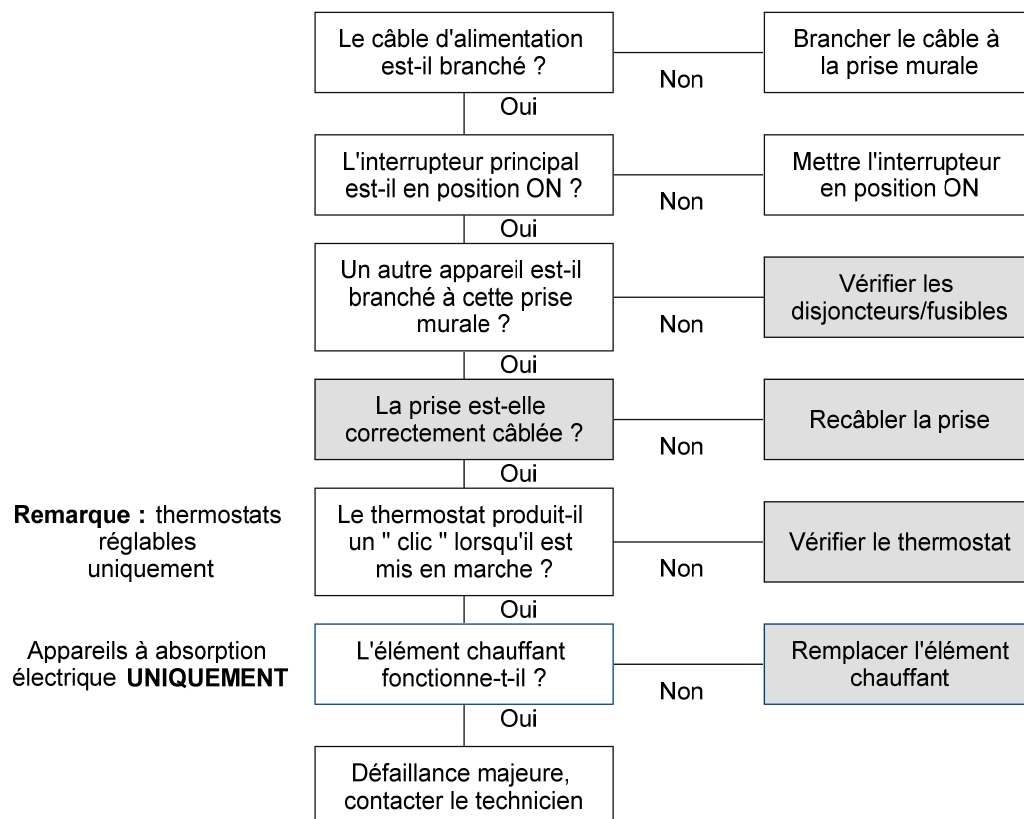 Le câble d'alimentation
est-il branché ?
Non
Brancher le câble à
la prise murale
Oui
L'interrupteur principal
est-il en position ON ?
Non
Mettre l'interrupteur
en position ON
Oui
Un autre appareil est-il
branché à cette prise
murale ?
Non
Vérifier les
disjoncteurs/fusibles
Oui
La prise est-elle
correctement câblée ?
Non
Recâbler la prise
Oui
Remarque : thermostats
réglables
uniquement
Le thermostat produit-il
un " clic " lorsqu'il est
mis en marche ?
Non
Vérifier le thermostat
Oui
Appareils à absorption
électrique UNIQUEMENT
L'élément chauffant
fonctionne-t-il ?
Non
Remplacer l'élément
chauffant
Oui
Défaillance majeure,
contacter le technicien